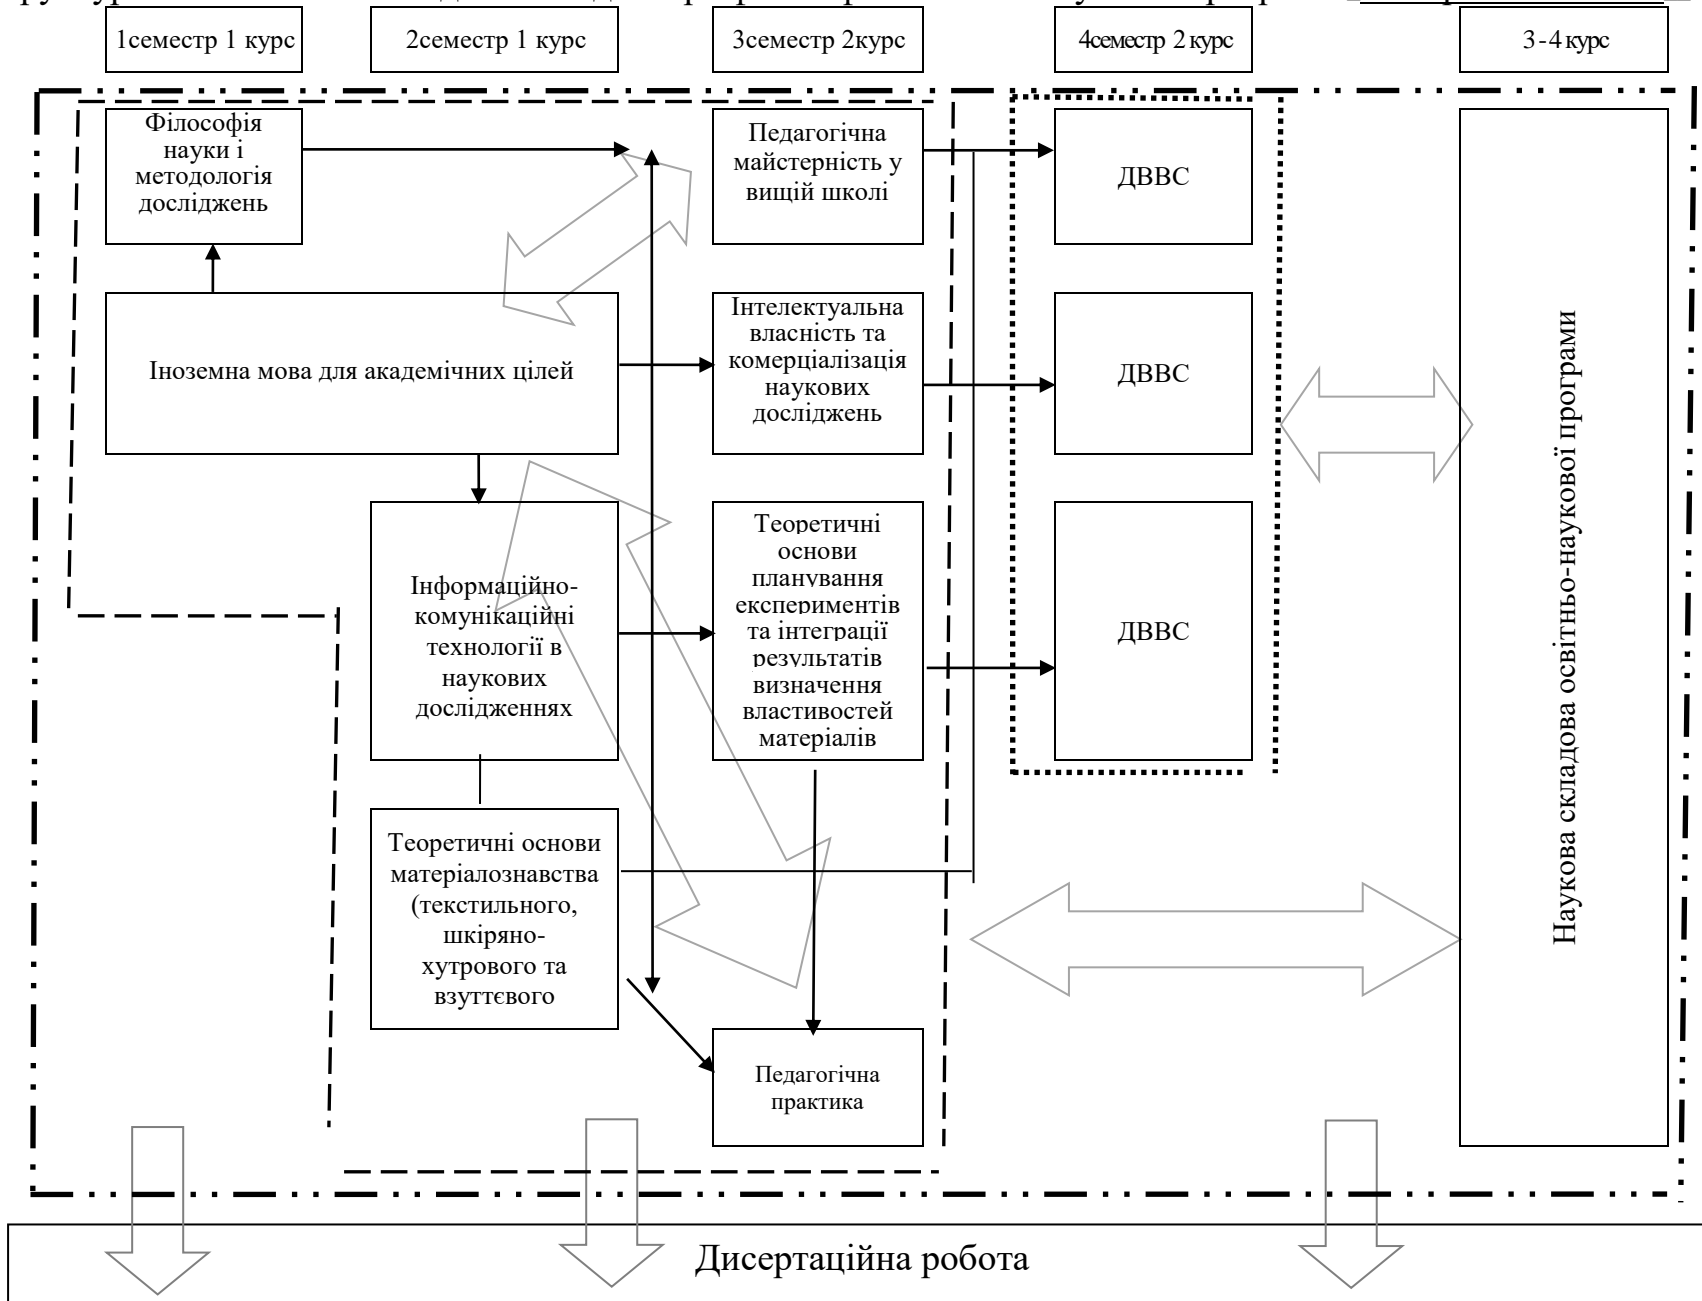 1семестр 1 курс
2семестр 1 курс
3семестр 2курс
4семестр 2 курс
3-4 курс
Філософія
науки і
методологія
досліджень
Педагогічна
майстерність у
вищій школі
ДВВС
Іноземна мова для академічних цілей
Інтелектуальна
власність та
комерціалізація
наукових
досліджень
ДВВС
Інформаційно-
комунікаційні
технології в
наукових
дослідженнях
Теоретичні
основи
планування
експериментів
та інтеграції
результатів
визначення
властивостей
матеріалів
ДВВС
Теоретичні основи
матеріалознавства
(текстильного,
шкіряно-
хутрового та
взуттєвого
Педагогічна
практика
Наукова складова освітньо-наукової програми
Дисертаційна робота